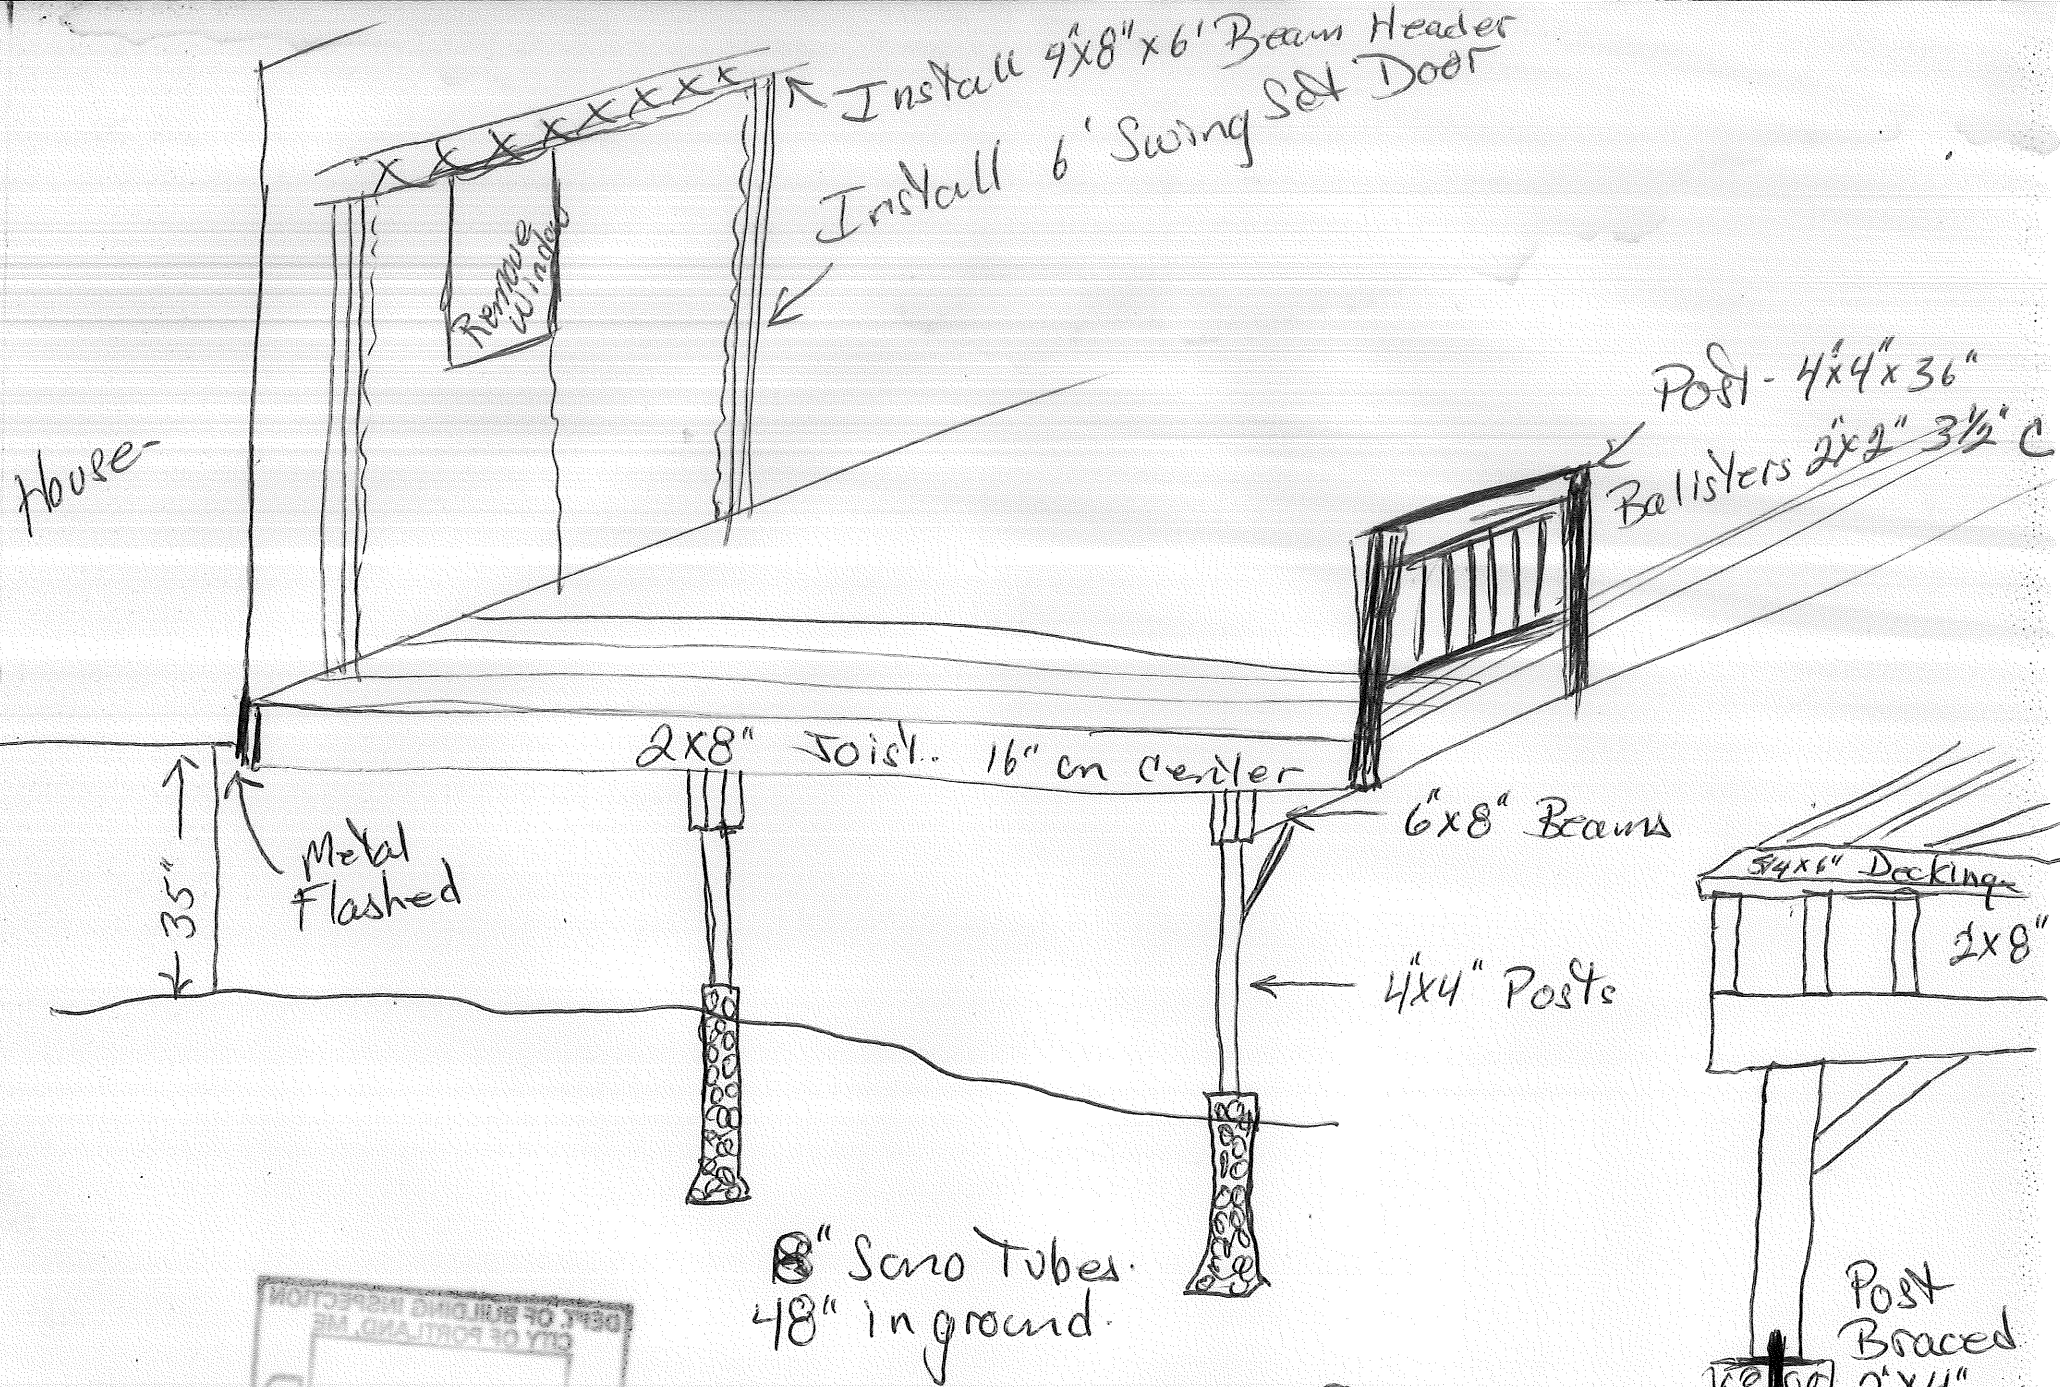 Install 4"x8"x6' Beam Header
Install 6' Swing Set Door
Remove
Window
House-
Post- 4"x4"x36"
Balisters 2"x2" 3½" C
2x8" Joist. 16" on Center
6"x8" Beams
Metal
Flashed
35"
5/4x6" Decking
2x8"
4"x4" Posts
8" Sono Tubes.
48" in ground.
Post
Braced
2"x4"
DEPT. OF BUILDING INSPECTION
CITY OF PORTLAND, ME